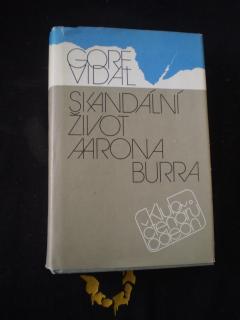 GORE
VIDAL
SKANDÁLNÍ
ŽIVOT
AARONA
BURRA
KLUB
ČTENÁŘŮ
ODEON